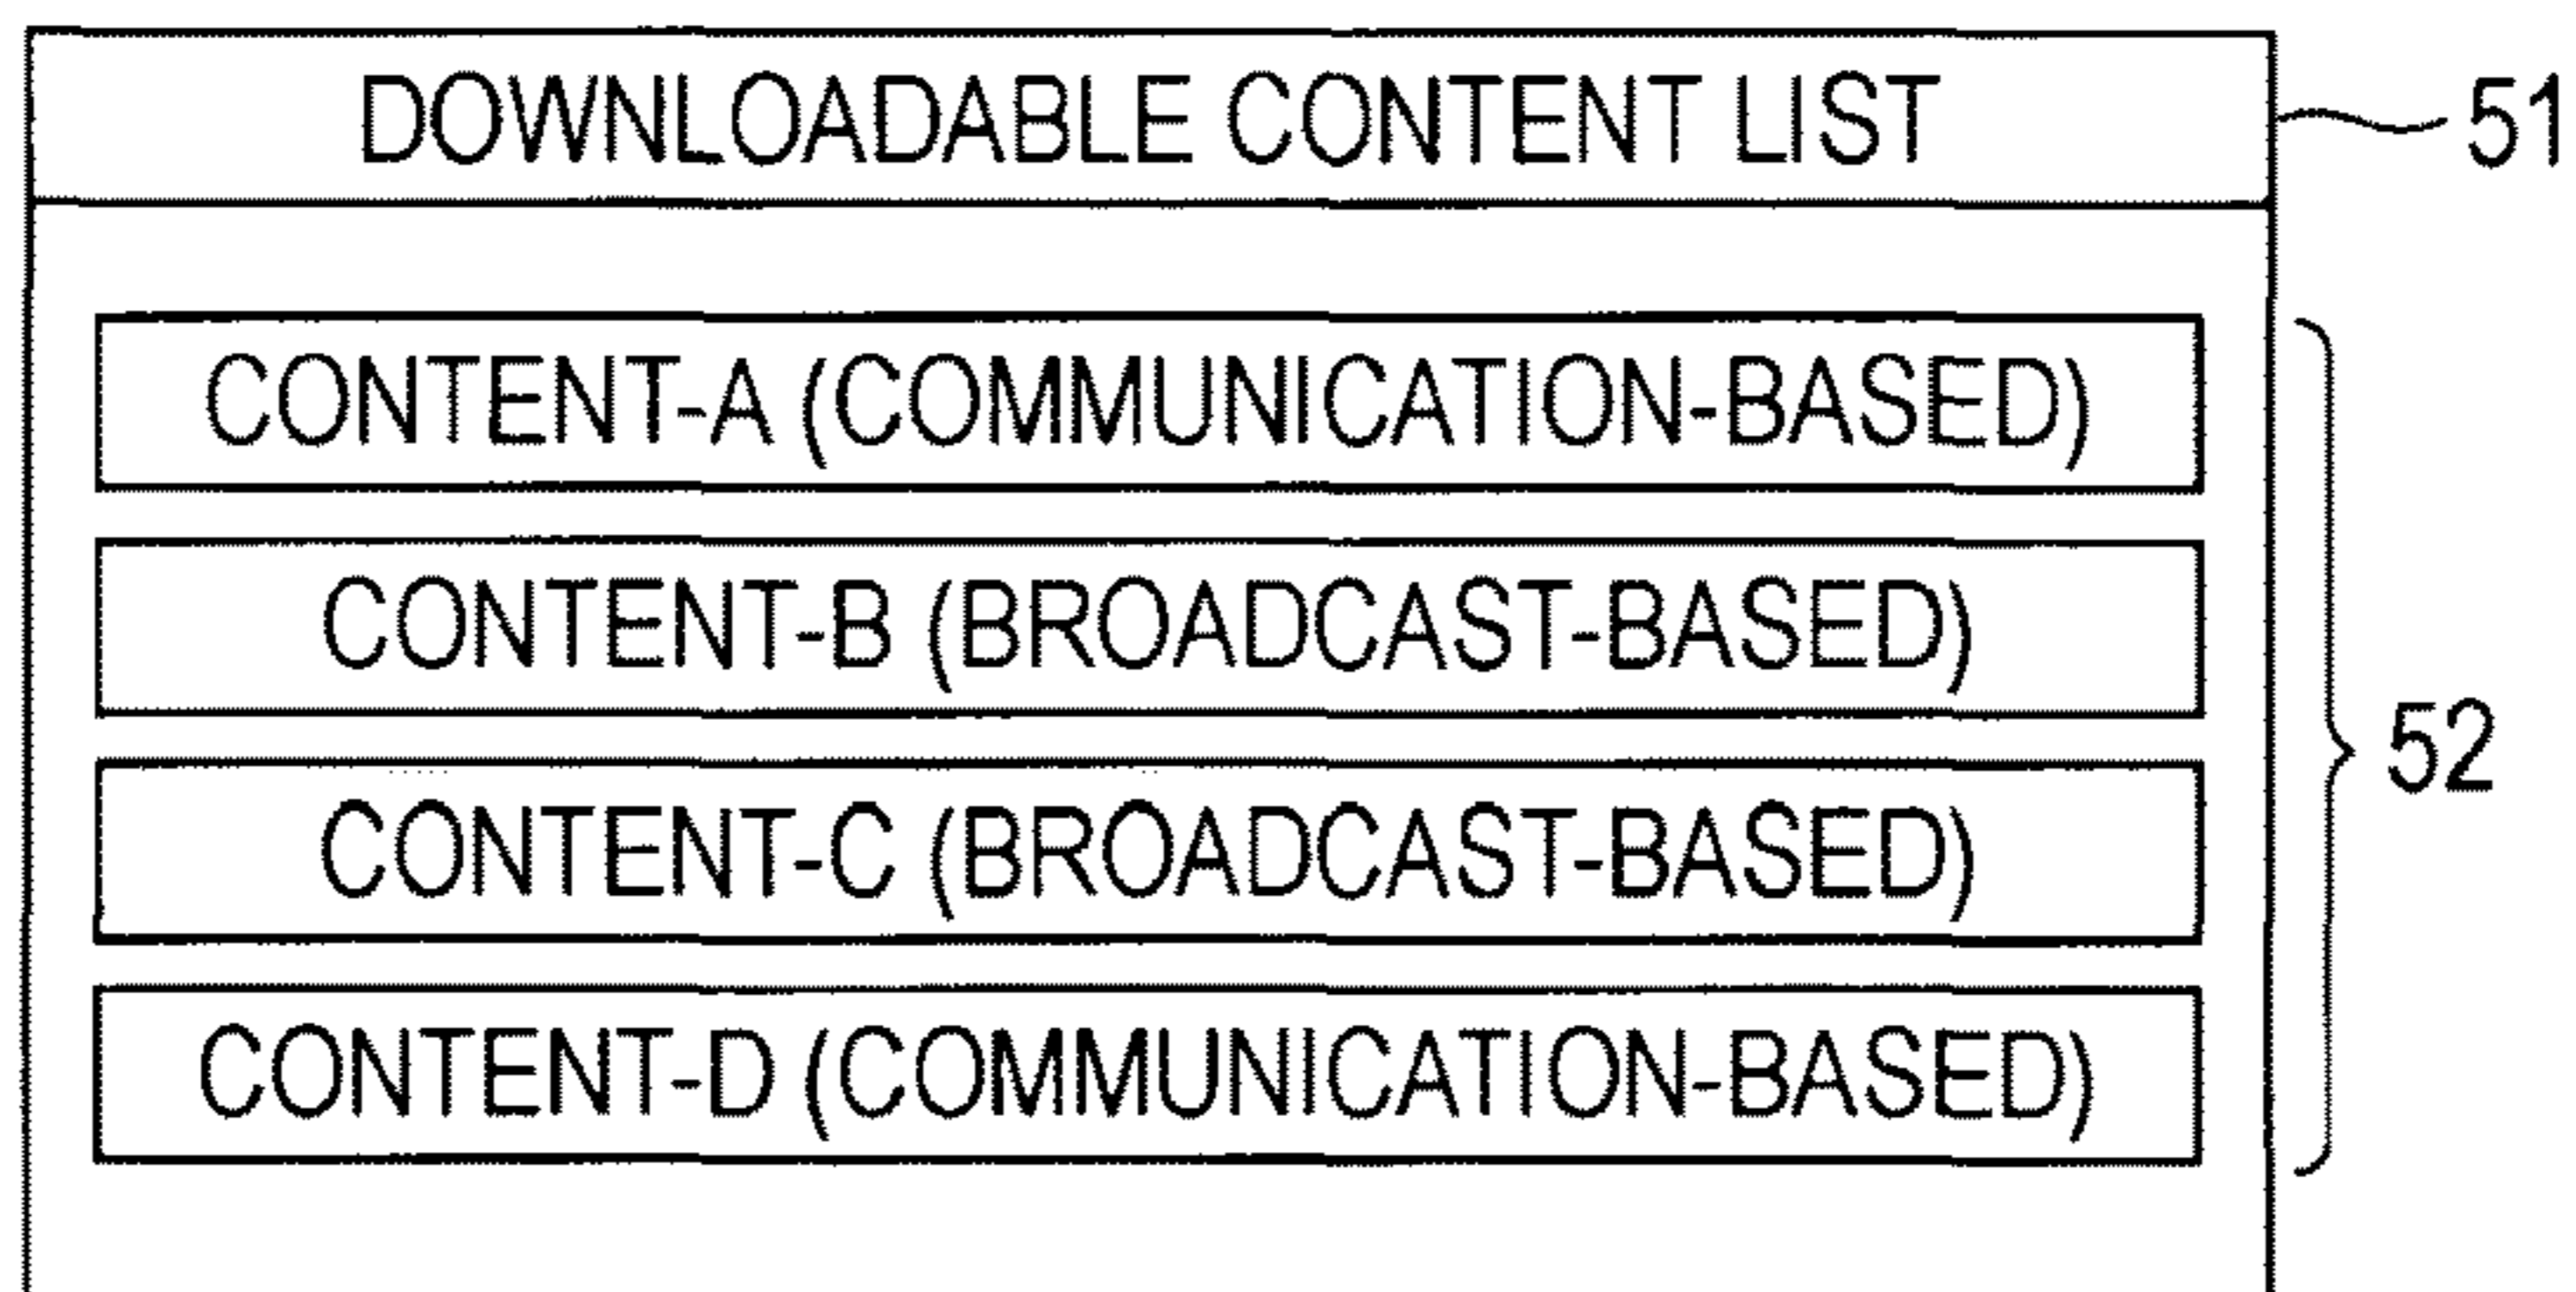 DOWNLOADABLE CONTENT LIST
51
CONTENT-A (COMMUNICATION-BASED)
CONTENT-B (BROADCAST-BASED)
52
CONTENT-C (BROADCAST-BASED)
CONTENT-D (COMMUNICATION-BASED)